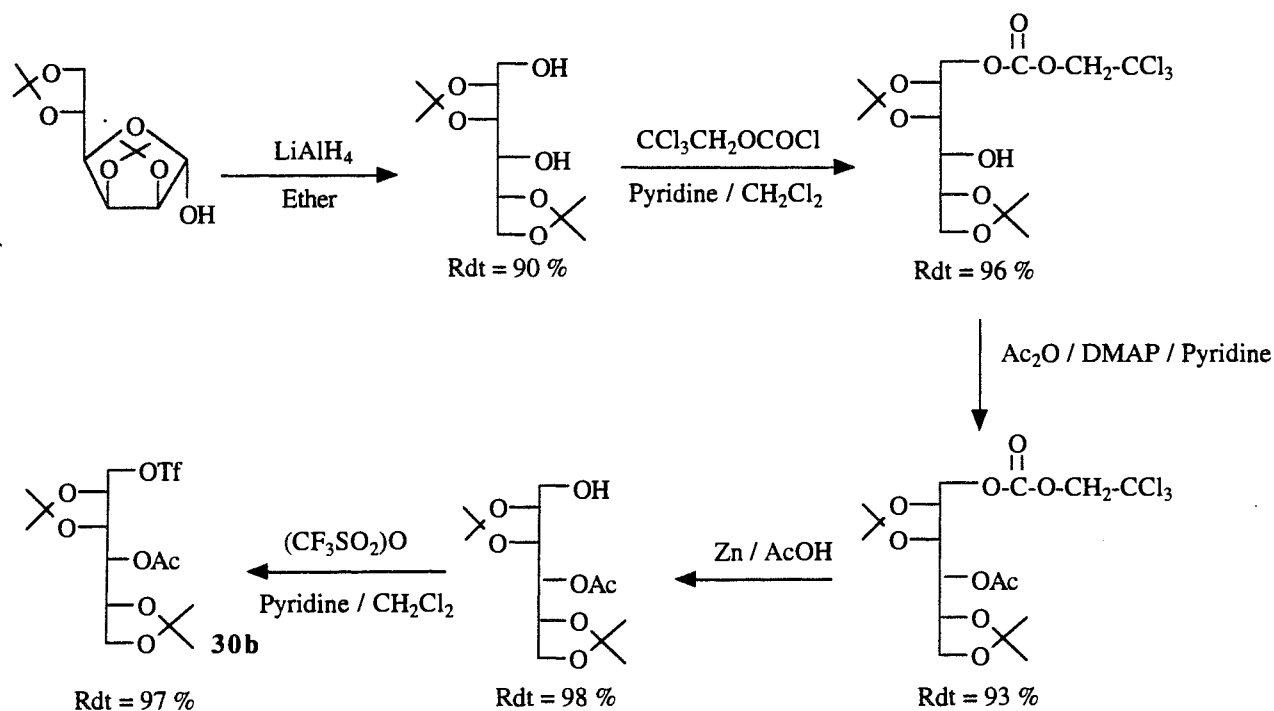 O
O
O
O
O
OH
LiAlH4
Ether
OH
O
O
OH
O
O
Rdt = 90 %
CCl3CH2OCOCl
Pyridine / CH2Cl2
O
O-C-O-CH2-CCl3
O
O
OH
O
O
Rdt = 96 %
Ac2O / DMAP / Pyridine
O
O-C-O-CH2-CCl3
O
O
OAc
O
O
Rdt = 93 %
Zn / AcOH
OH
O
O
OAc
O
O
Rdt = 98 %
(CF3SO2)O
Pyridine / CH2Cl2
OTf
O
O
OAc
O
O
30b
Rdt = 97 %